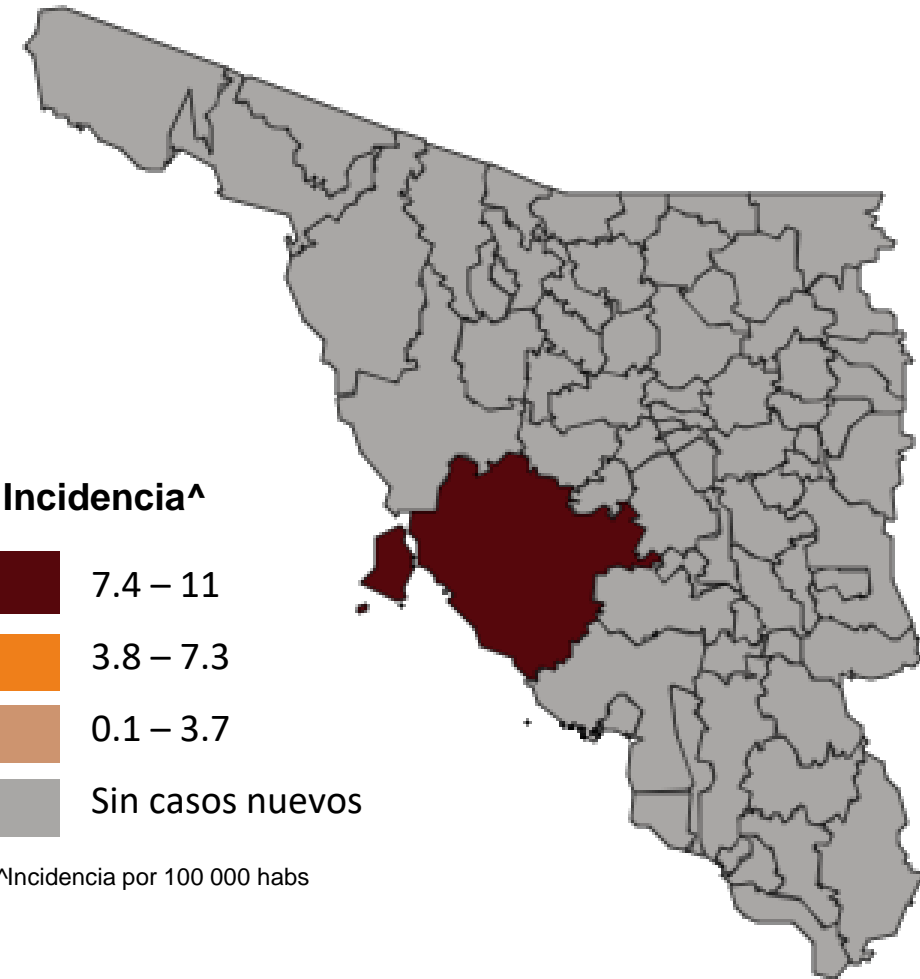 Incidencia^
7.4 – 11
3.8 – 7.3
0.1 – 3.7
Sin casos nuevos
^Incidencia por 100 000 habs